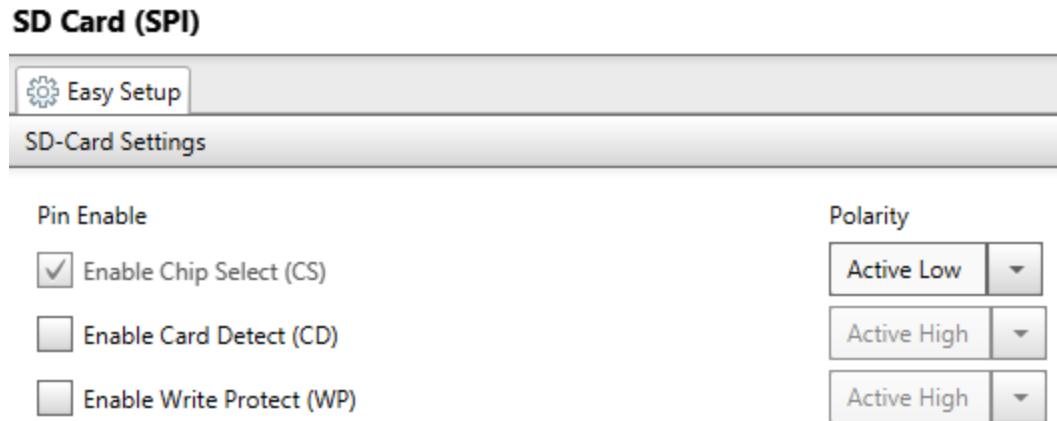 SD Card (SPI)
Easy Setup
SD-Card Settings
Pin Enable Polarity
Enable Chip Select (CS) Active Low
Enable Card Detect (CD) Active High
Enable Write Protect (WP) Active High